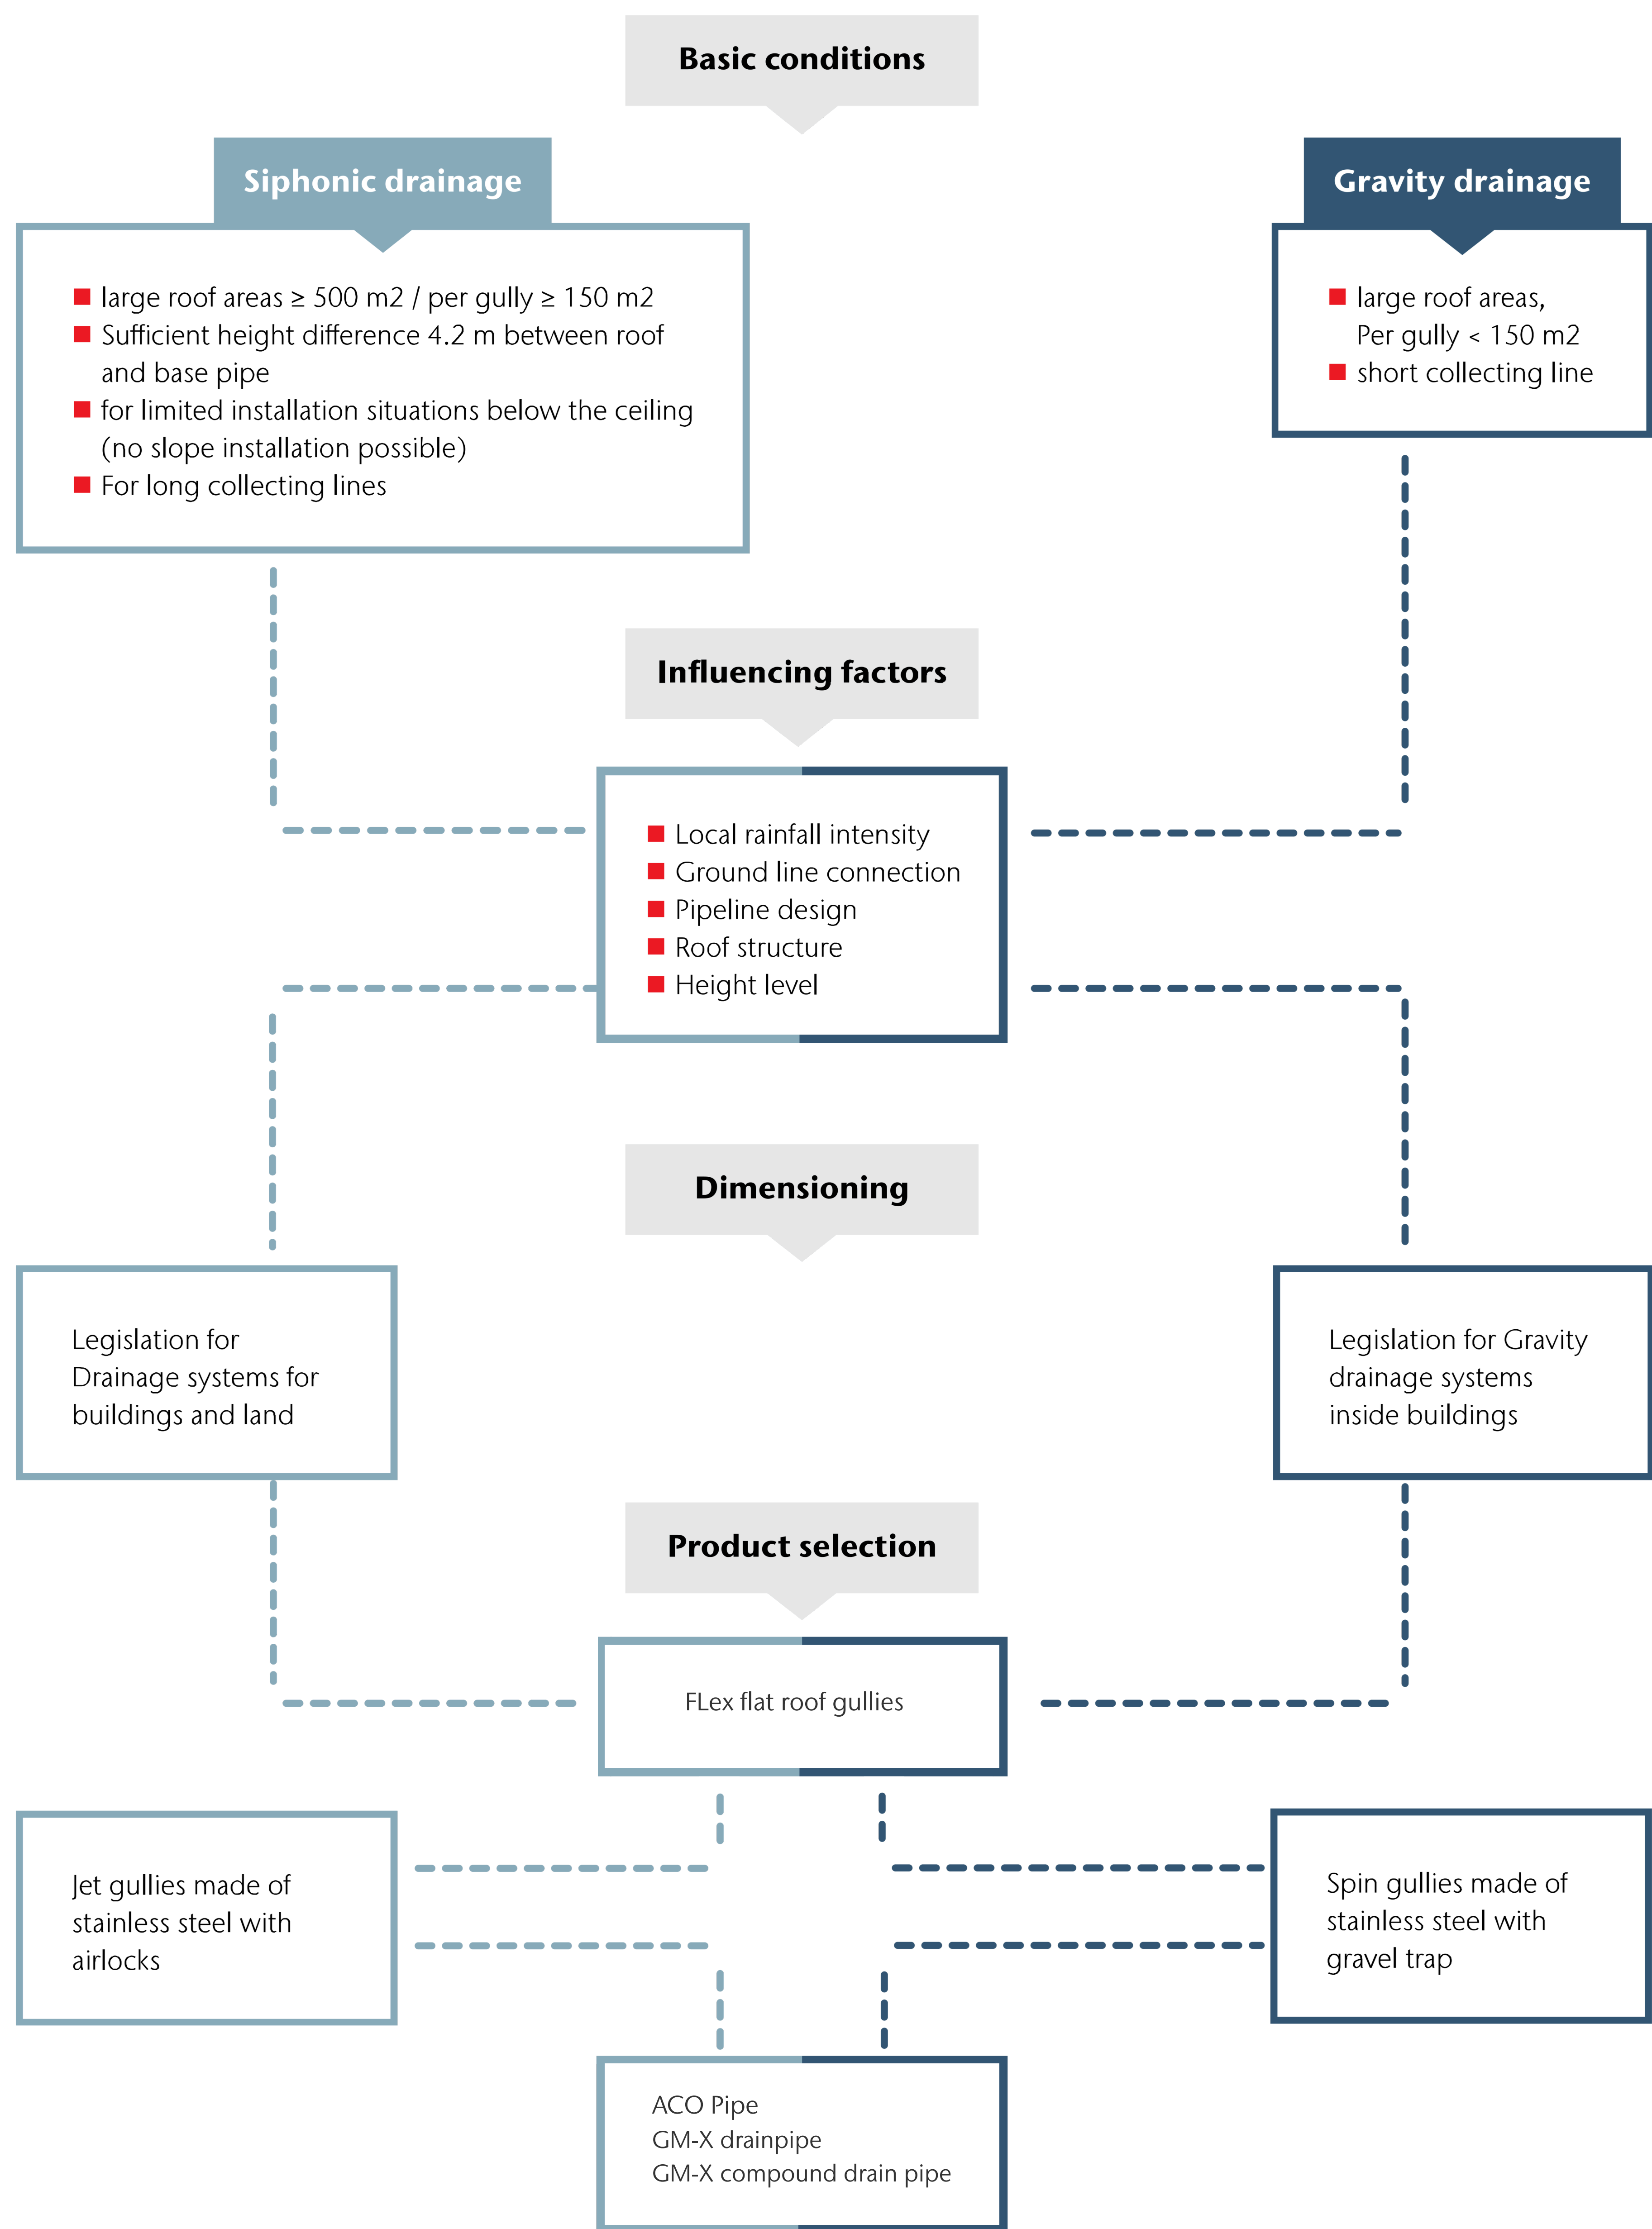 Basic conditions
Siphonic drainage
large roof areas ≥ 500 m2 / per gully ≥ 150 m2
Sufficient height difference 4.2 m between roof
and base pipe
for limited installation situations below the ceiling
(no slope installation possible)
For long collecting lines
Gravity drainage
large roof areas,
Per gully < 150 m2
short collecting line
Influencing factors
Local rainfall intensity
Ground line connection
Pipeline design
Roof structure
Height level
Dimensioning
Legislation for
Drainage systems for
buildings and land
Legislation for Gravity
drainage systems
inside buildings
Product selection
FLex flat roof gullies
Jet gullies made of
stainless steel with
airlocks
Spin gullies made of
stainless steel with
gravel trap
ACO Pipe
GM-X drainpipe
GM-X compound drain pipe